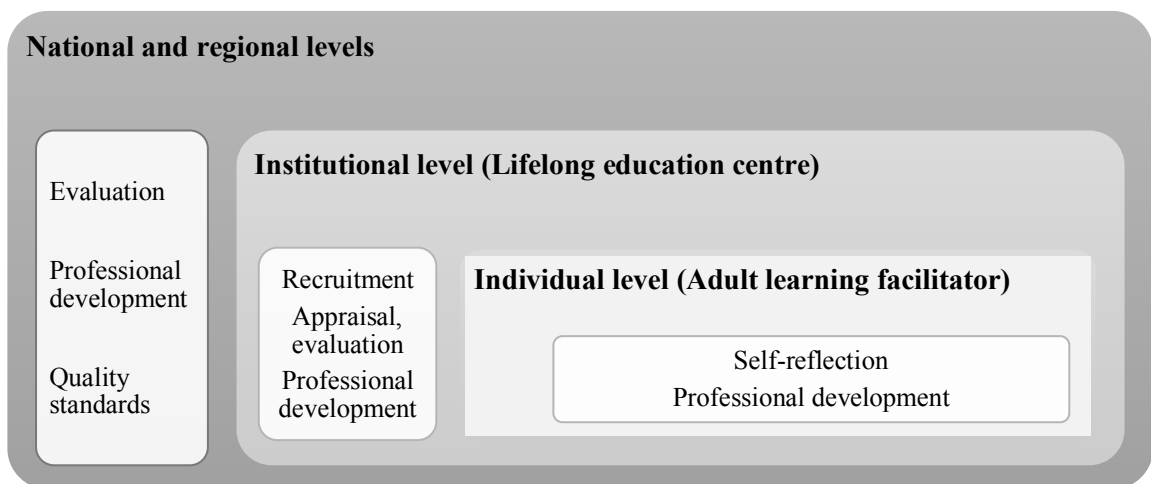 National and regional levels
Evaluation
Professional
development
Quality
standards
Institutional level (Lifelong education centre)
Recruitment
Appraisal,
evaluation
Professional
development
Individual level (Adult learning facilitator)
Self-reflection
Professional development